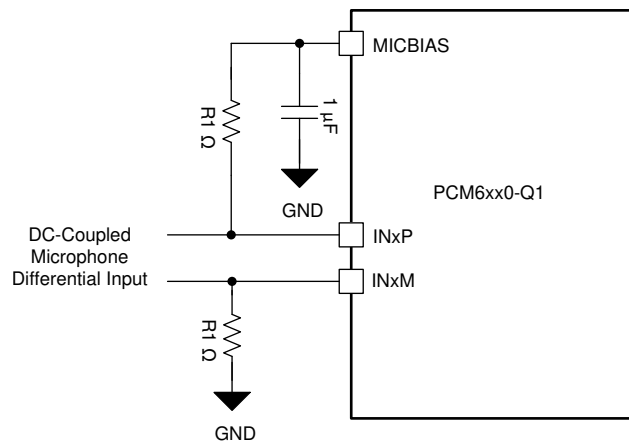 MICBIAS
R1 Ω
1 µF
PCM6xx0-Q1
GND
DC-Coupled
Microphone
Differential Input
INxP
INxM
R1 Ω
GND